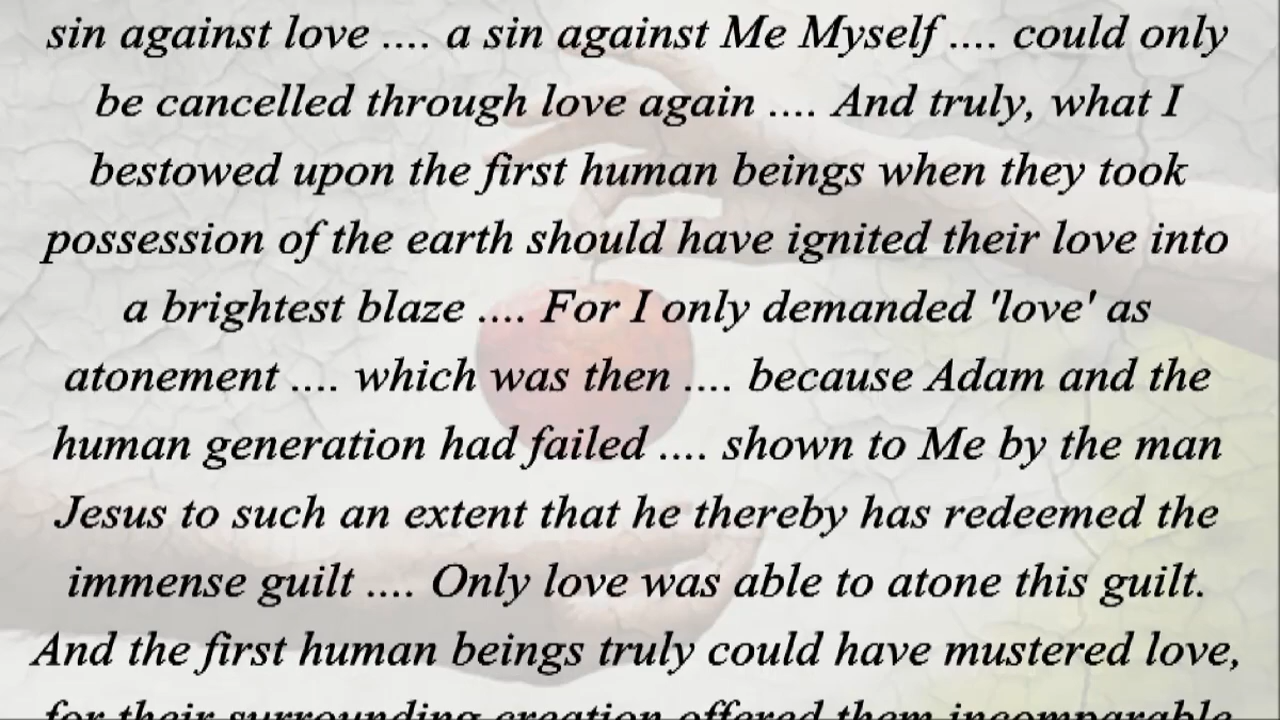 sin against love .... a sin against Me Myself .... could only
be cancelled through love again .... And truly, what I
bestowed upon the first human beings when they took
possession of the earth should have ignited their love into
a brightest blaze .... For I only demanded 'love' as
atonement .... which was then .... because Adam and the
human generation had failed .... shown to Me by the man
Jesus to such an extent that he thereby has redeemed the
immense guilt .... Only love was able to atone this guilt.
And the first human beings truly could have mustered love,
for their surrounding creation offered them incomparable